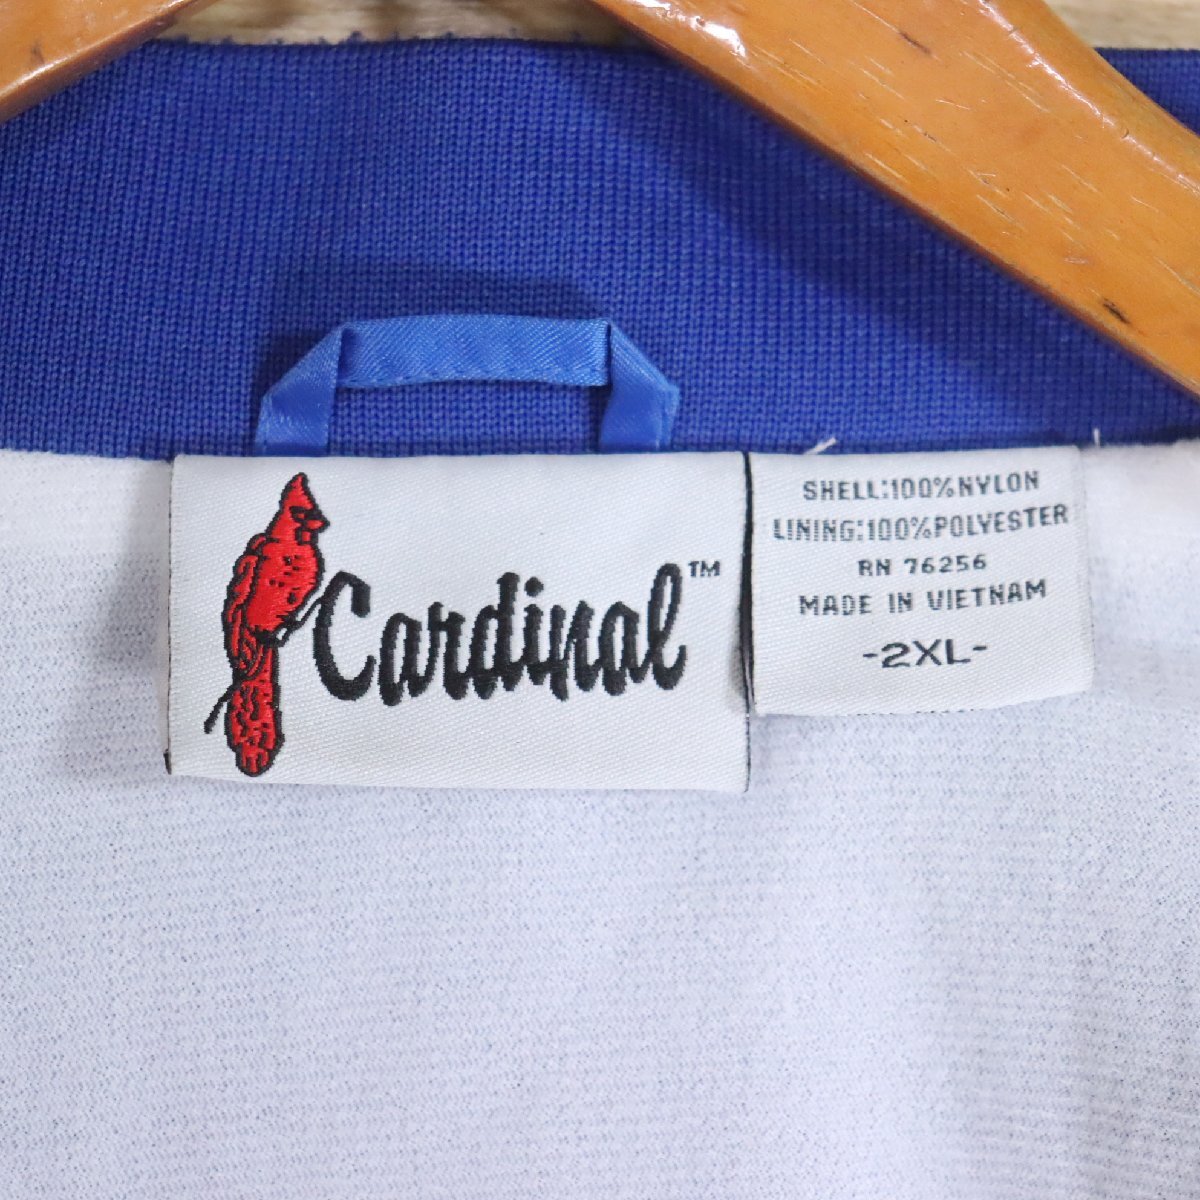 Cardinal™
SHELL:100%NYLON
LINING:100%POLYESTER
RN 76256
MADE IN VIETNAM
-2XL-